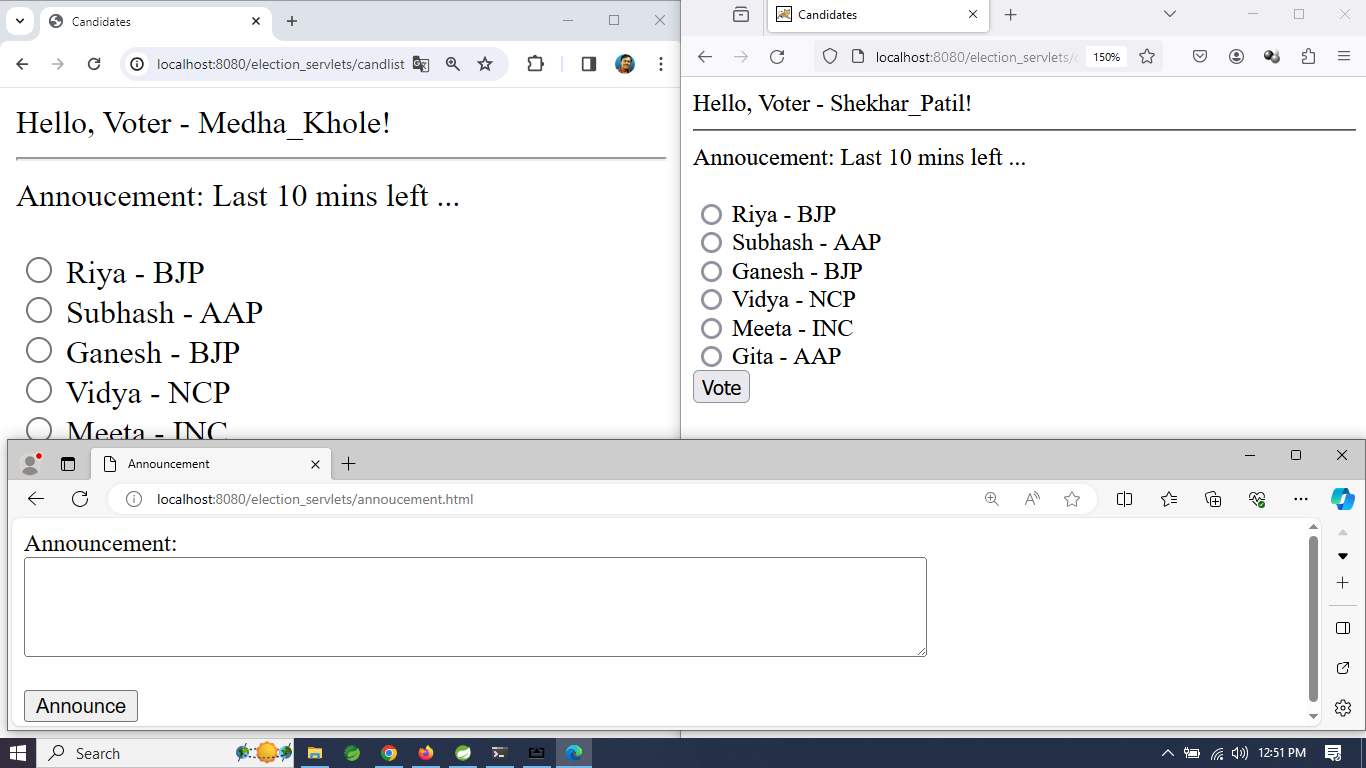 Candidates
localhost:8080/election_servlets/candlist
Hello, Voter - Medha_Khole!
Annoucement: Last 10 mins left ...
Riya - BJP
Subhash - AAP
Ganesh - BJP
Vidya - NCP
Meeta - INC
Candidates
localhost:8080/election_servlets/c
150%
Hello, Voter - Shekhar_Patil!
Annoucement: Last 10 mins left ...
Riya - BJP
Subhash - AAP
Ganesh - BJP
Vidya - NCP
Meeta - INC
Gita - AAP
Vote
Announcement
localhost:8080/election_servlets/annoucement.html
Announcement:
Announce
Search
12:51 PM